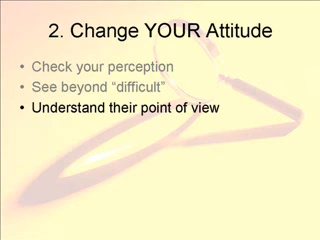 2. Change YOUR Attitude
• Check your perception
• See beyond “difficult”
• Understand their point of view